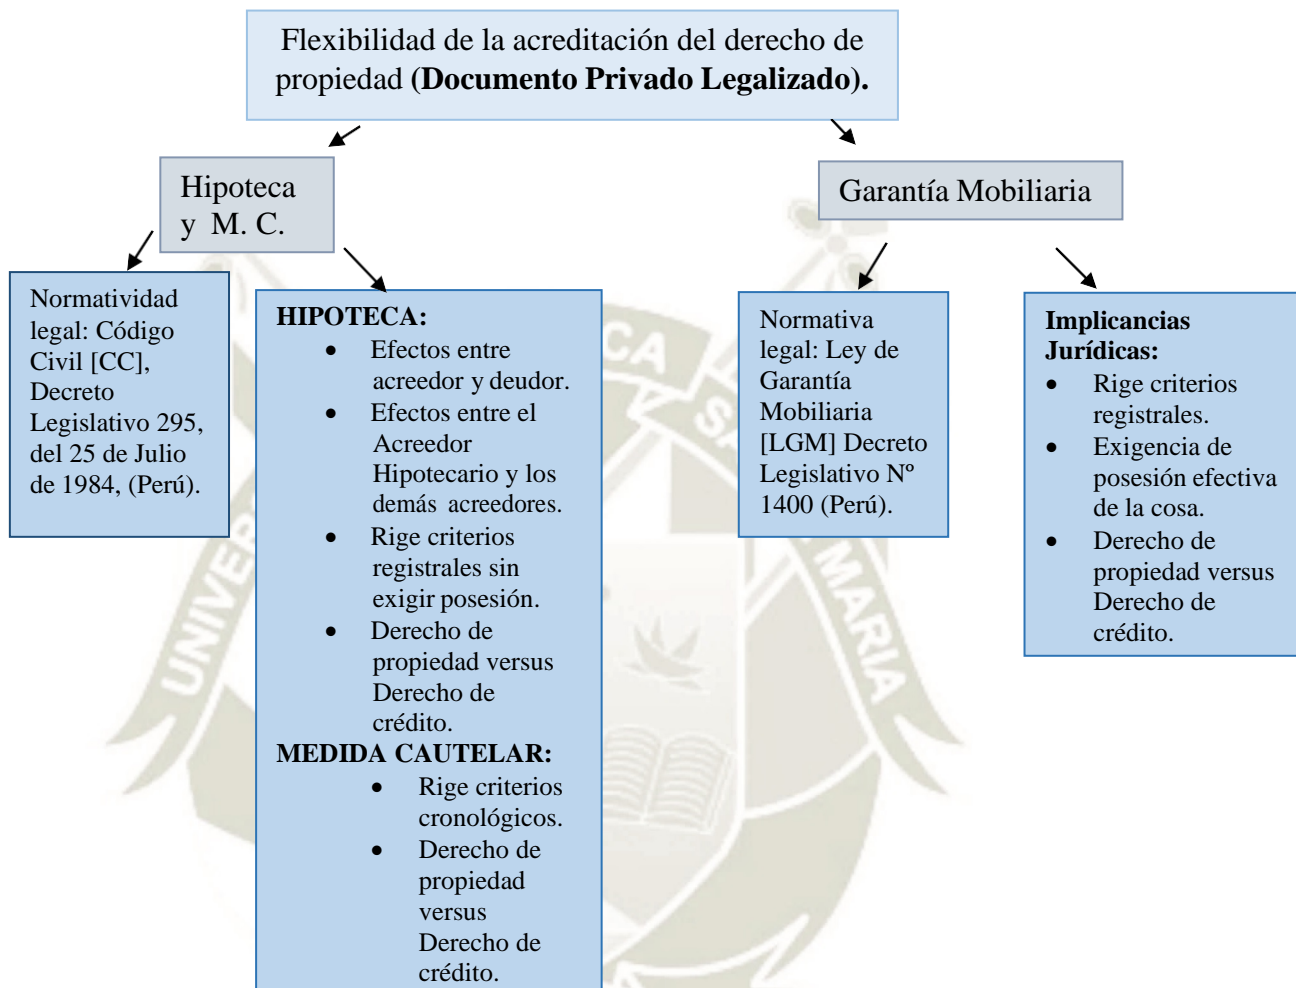 Flexibilidad de la acreditación del derecho de
propiedad (Documento Privado Legalizado).
Hipoteca
y M. C.
Garantía Mobiliaria
Normatividad
legal: Código
Civil [CC],
Decreto
Legislativo 295,
del 25 de Julio
de 1984, (Perú).
HIPOTECA:
• Efectos entre
acreedor y deudor.
• Efectos entre el
Acreedor
Hipotecario y los
demás acreedores.
• Rige criterios
registrales sin
exigir posesión.
• Derecho de
propiedad versus
Derecho de
crédito.
MEDIDA CAUTELAR:
• Rige criterios
cronológicos.
• Derecho de
propiedad
versus
Derecho de
crédito.
Normativa
legal: Ley de
Garantía
Mobiliaria
[LGM] Decreto
Legislativo Nº
1400 (Perú).
Implicancias
Jurídicas:
• Rige criterios
registrales.
• Exigencia de
posesión efectiva
de la cosa.
• Derecho de
propiedad versus
Derecho de
crédito.
UNIVER
CA
SA
MARIA